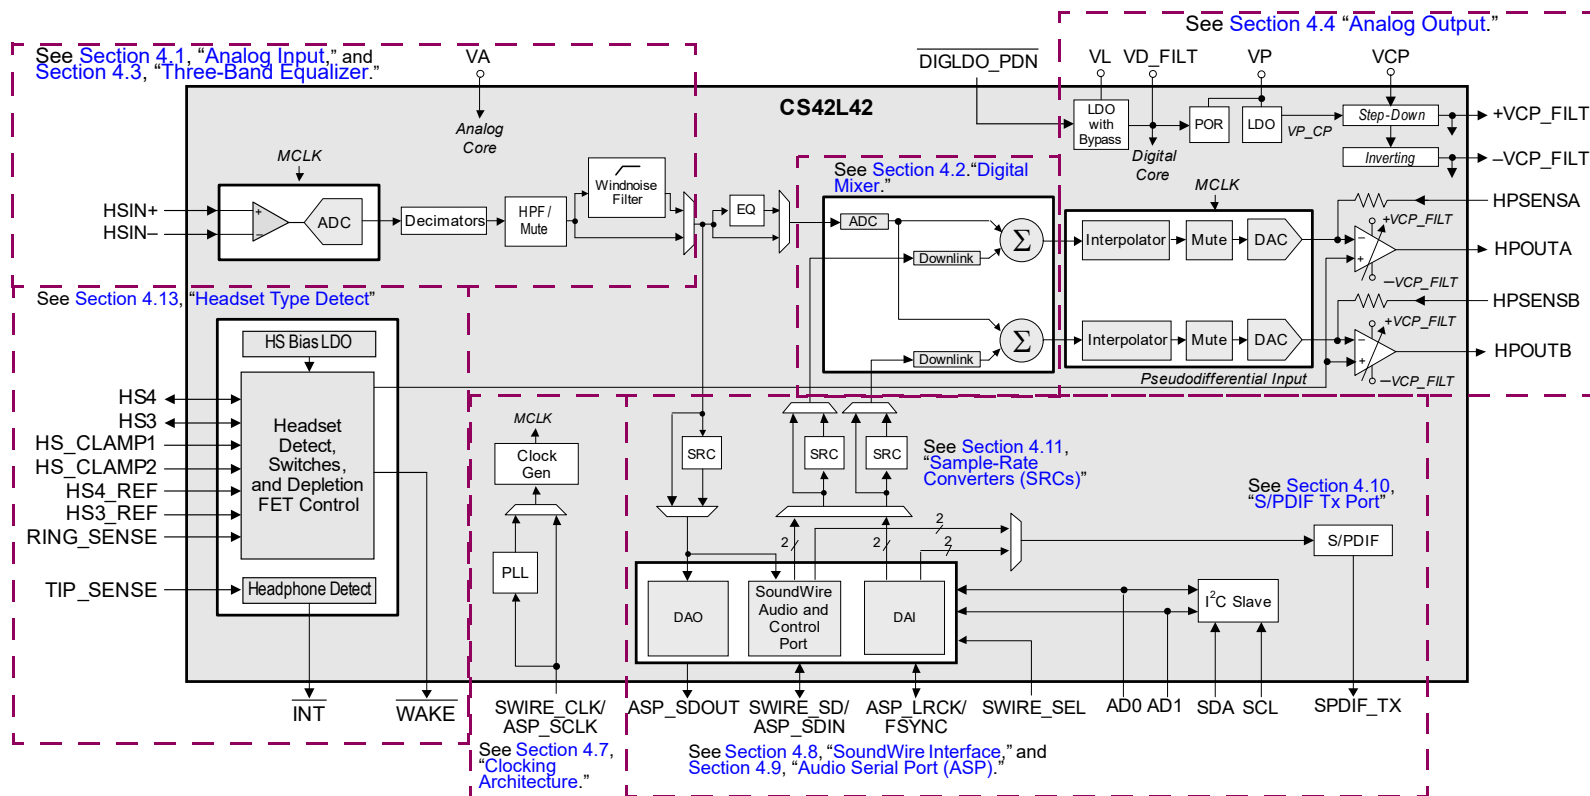 See Section 4.1, “Analog Input,” and
Section 4.3, “Three-Band Equalizer.”
VA
DIGLDO_PDN
See Section 4.4 “Analog Output.”
VL
VD_FILT
VP
VCP
CS42L42
Analog
Core
LDO
with
Bypass
POR
LDO
VP_CP
Step-Down
+VCP_FILT
Digital
Core
Inverting
–VCP_FILT
MCLK
HSIN+
HSIN–
+
–
ADC
Decimators
HPF /
Mute
Windnoise
Filter
EQ
See Section 4.2.“Digital
Mixer.”
ADC
Downlink
Σ
Downlink
Σ
MCLK
Interpolator
Mute
DAC
Interpolator
Mute
DAC
Pseudodifferential Input
HPSENSA
+VCP_FILT
–
+
HPOUTA
–VCP_FILT
HPSENSB
+VCP_FILT
–
+
HPOUTB
–VCP_FILT
See Section 4.13, “Headset Type Detect”
HS Bias LDO
Headset
Detect,
Switches,
and Depletion
FET Control
Headphone Detect
HS4
HS3
HS_CLAMP1
HS_CLAMP2
HS4_REF
HS3_REF
RING_SENSE
TIP_SENSE
INT
WAKE
MCLK
Clock
Gen
PLL
SWIRE_CLK/
ASP_SCLK
See Section 4.7,
“Clocking
Architecture.”
SRC
SRC
SRC
See Section 4.11,
“Sample-Rate
Converters (SRCs)”
2
2
2
2
See Section 4.10,
“S/PDIF Tx Port”
S/PDIF
DAO
SoundWire
Audio and
Control
Port
DAI
I2C Slave
ASP_SDOUT
SWIRE_SD/
ASP_SDIN
ASP_LRCK/
FSYNC
SWIRE_SEL
AD0
AD1
SDA
SCL
SPDIF_TX
See Section 4.8, “SoundWire Interface,” and
Section 4.9, “Audio Serial Port (ASP).”